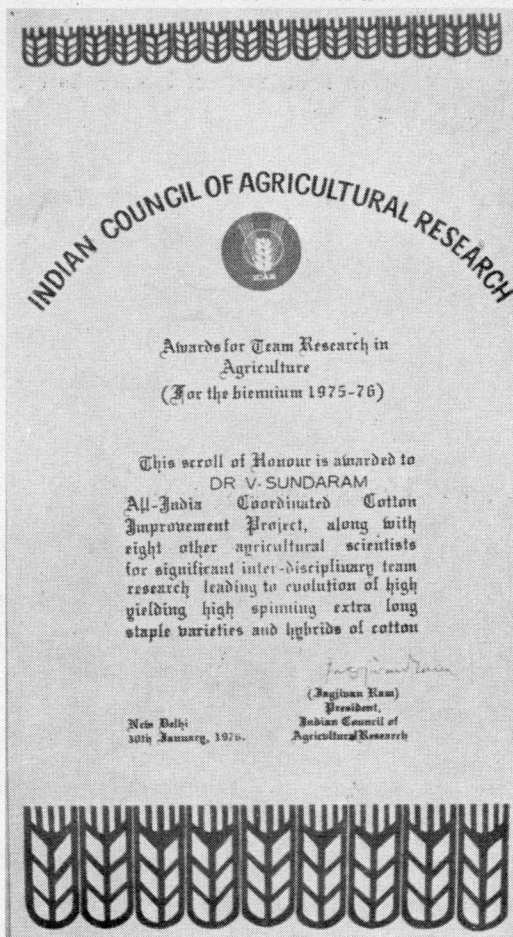 INDIAN COUNCIL OF AGRICULTURAL RESEARCH
Awards for Team Research in
Agriculture
(For the biennium 1975-76)
This scroll of Honour is awarded to
DR V. SUNDARAM
All-India Coordinated Cotton
Improvement Project, along with
eight other agricultural scientists
for significant inter-disciplinary team
research leading to evolution of high
yielding high spinning extra long
staple varieties and hybrids of cotton
Jagjivan Ram
(Jagjivan Ram)
President,
Indian Council of
Agricultural Research
New Delhi
30th January, 1976.